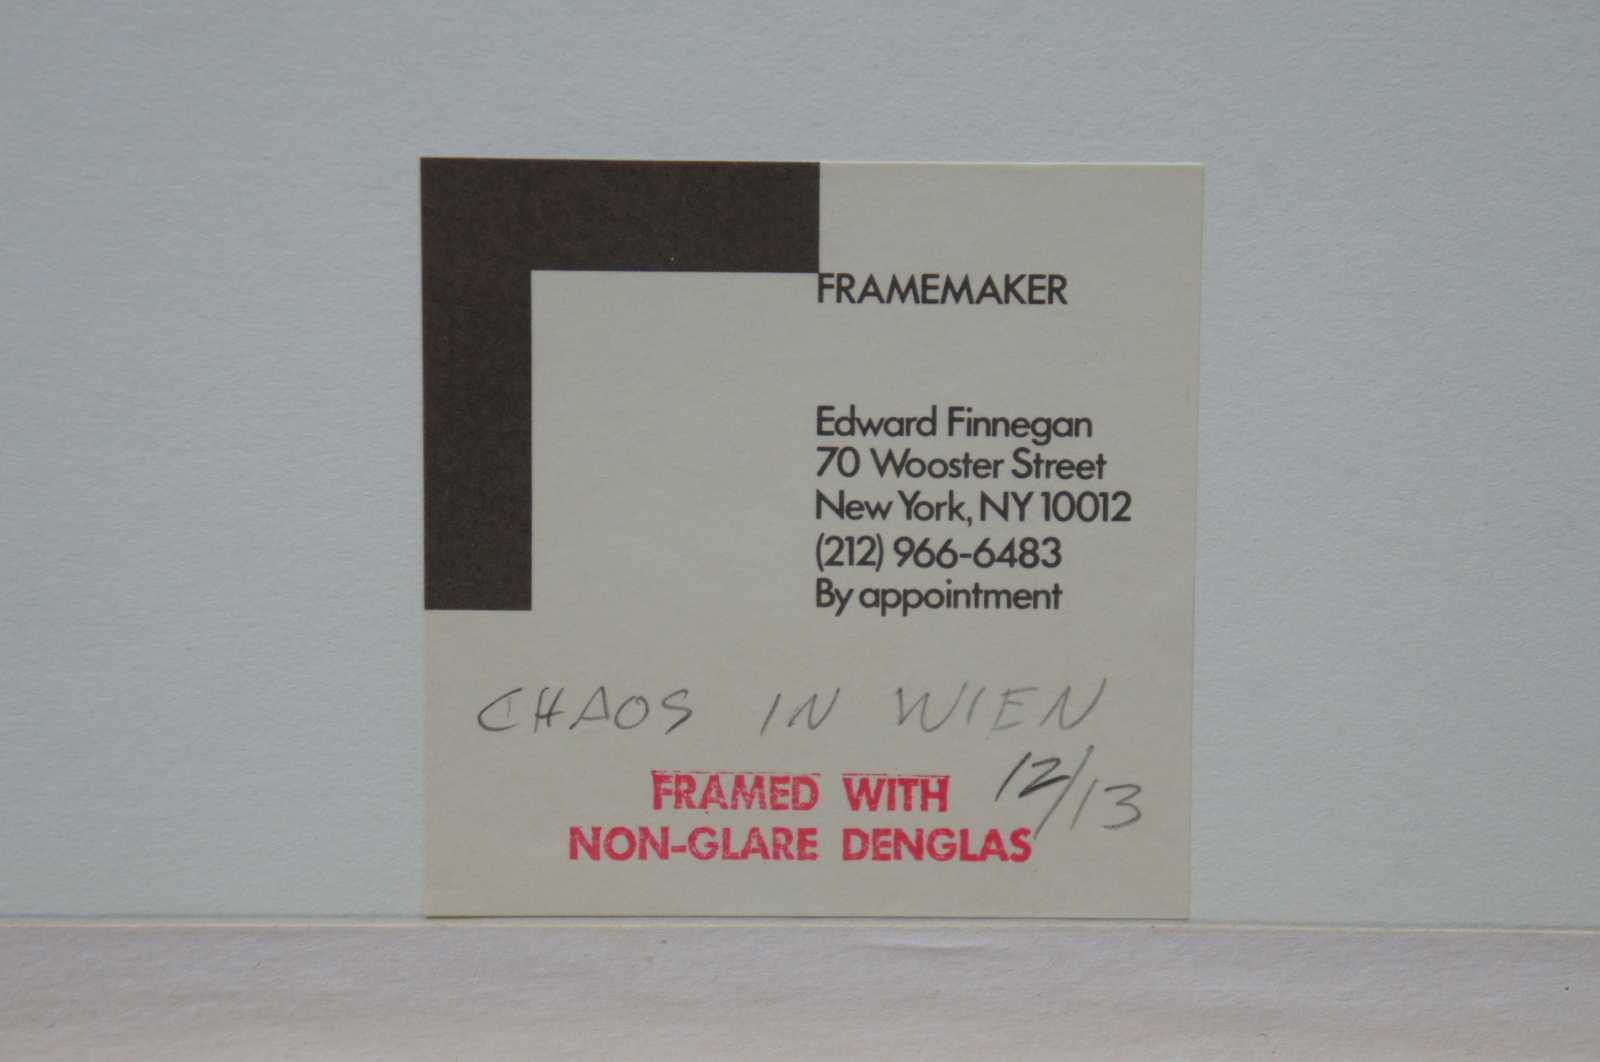 FRAMEMAKER
Edward Finnegan
70 Wooster Street
New York, NY 10012
(212) 966-6483
By appointment
CHAOS IN WIEN
12/13
FRAMED WITH
NON-GLARE DENGLAS